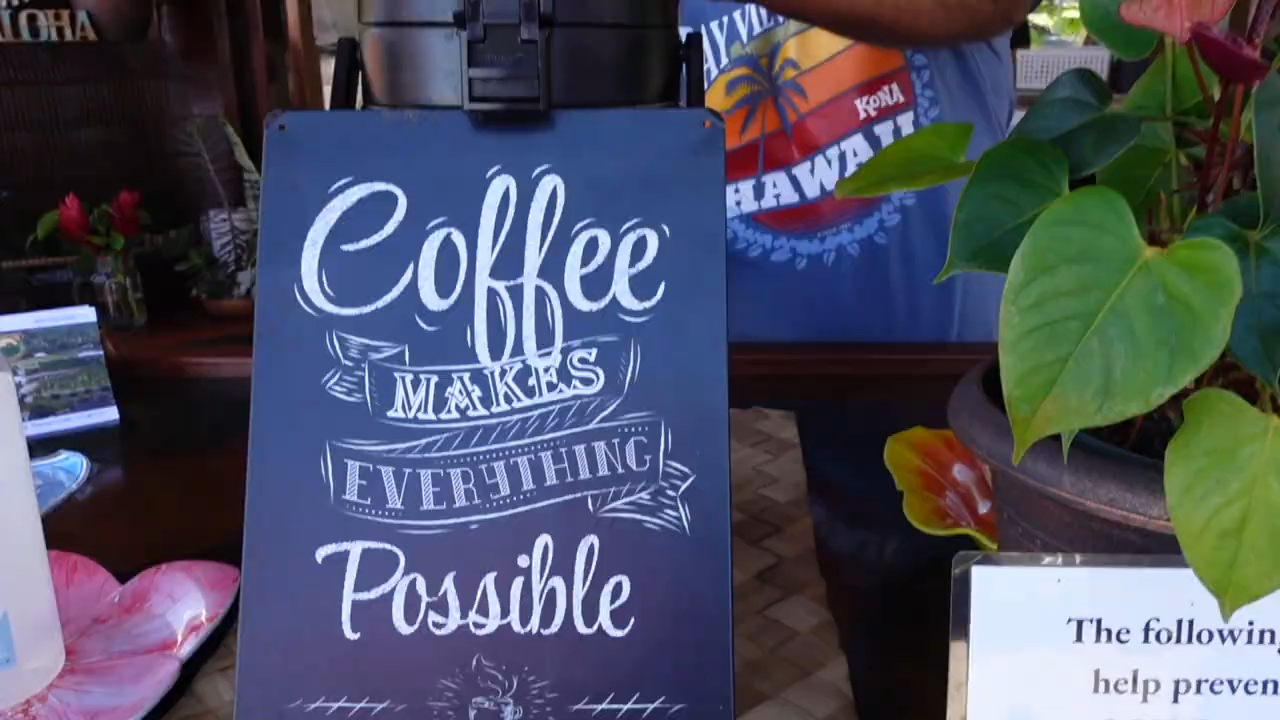 ALOHA
KONA
HAWAII
Coffee
MAKES
EVERYTHING
Possible
The following
help preven